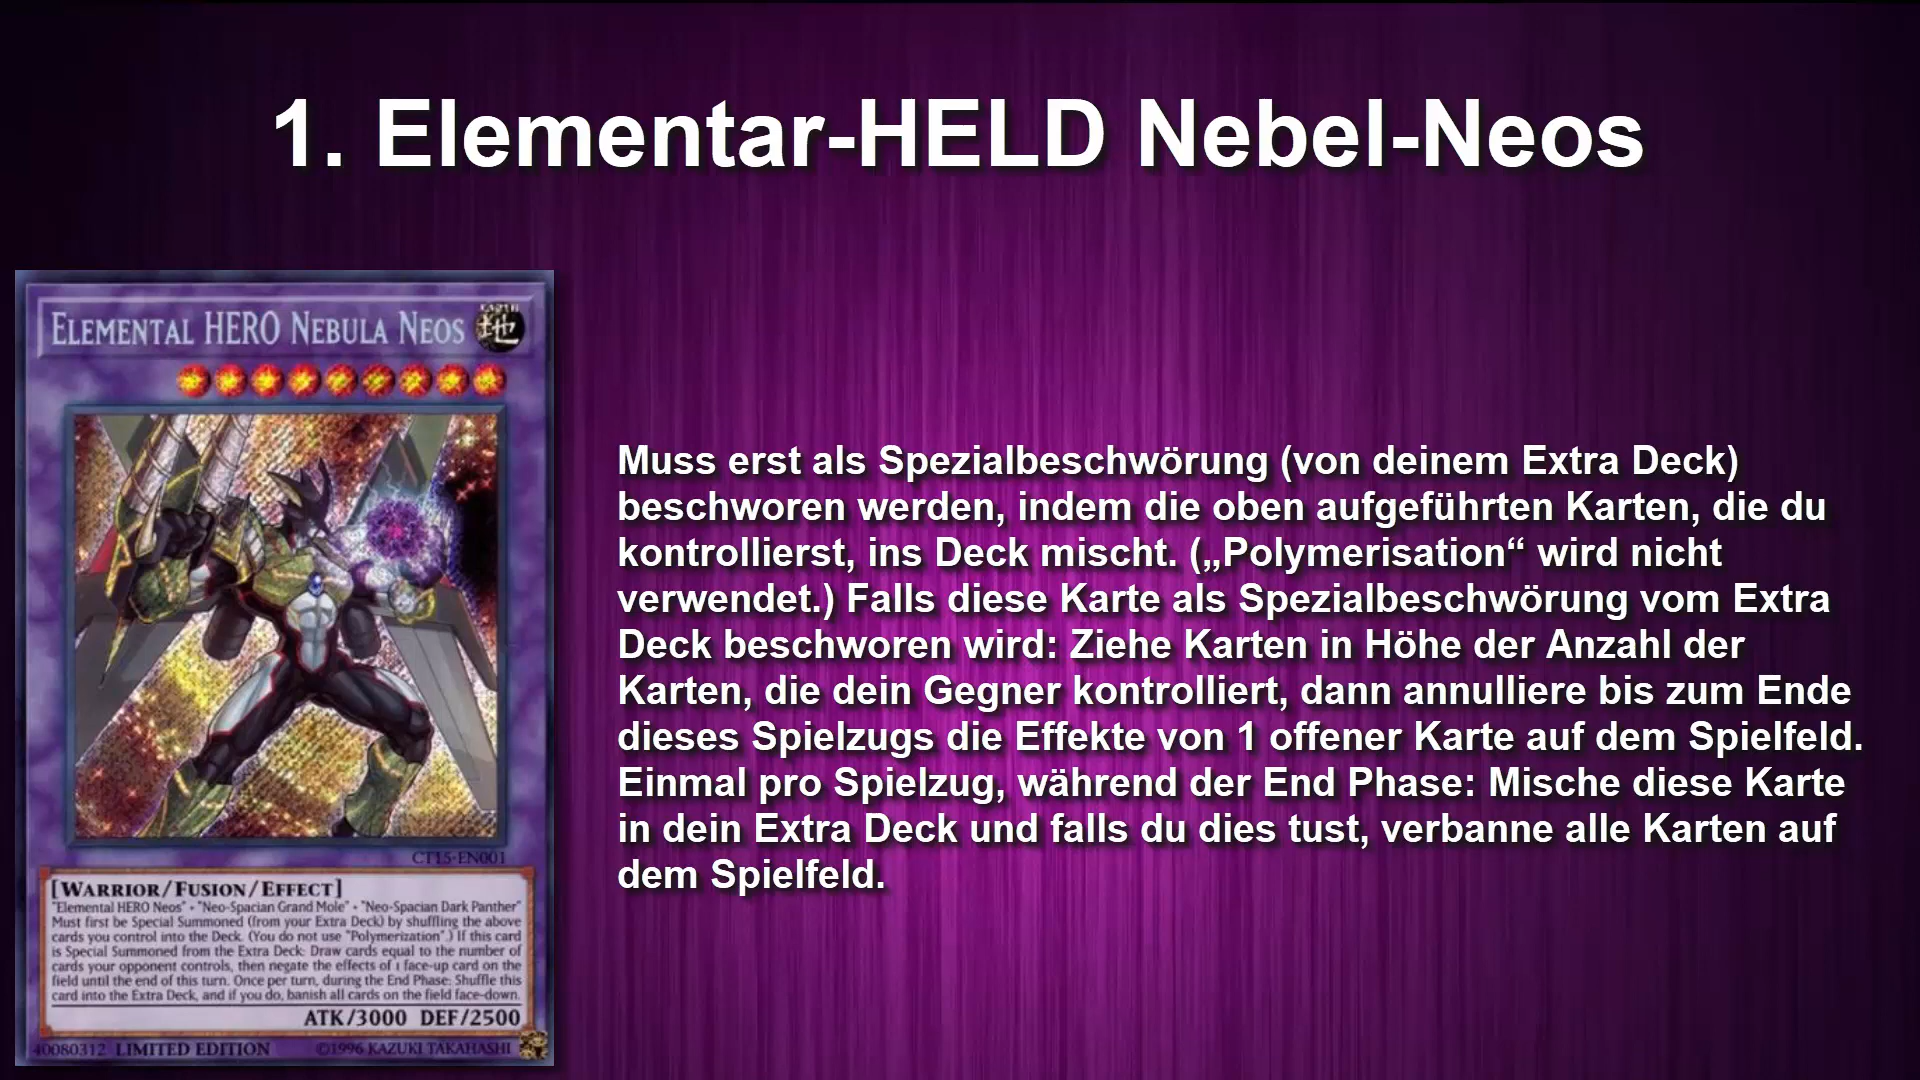 1. Elementar-HELD Nebel-Neos
ELEMENTAL HERO NEBULA NEOS
EARTH
地
CT15-EN001
[WARRIOR/FUSION/EFFECT]
"Elemental HERO Neos" + "Neo-Spacian Grand Mole" + "Neo-Spacian Dark Panther"
Must first be Special Summoned (from your Extra Deck) by shuffling the above
cards you control into the Deck. (You do not use "Polymerization".) If this card
is Special Summoned from the Extra Deck: Draw cards equal to the number of
cards your opponent controls, then negate the effects of 1 face-up card on the
field until the end of this turn. Once per turn, during the End Phase: Shuffle this
card into the Extra Deck, and if you do, banish all cards on the field face-down.
ATK/3000 DEF/2500
40080312 LIMITED EDITION ©1996 KAZUKI TAKAHASHI
Muss erst als Spezialbeschwörung (von deinem Extra Deck)
beschworen werden, indem die oben aufgeführten Karten, die du
kontrollierst, ins Deck mischt. („Polymerisation“ wird nicht
verwendet.) Falls diese Karte als Spezialbeschwörung vom Extra
Deck beschworen wird: Ziehe Karten in Höhe der Anzahl der
Karten, die dein Gegner kontrolliert, dann annulliere bis zum Ende
dieses Spielzugs die Effekte von 1 offener Karte auf dem Spielfeld.
Einmal pro Spielzug, während der End Phase: Mische diese Karte
in dein Extra Deck und falls du dies tust, verbanne alle Karten auf
dem Spielfeld.